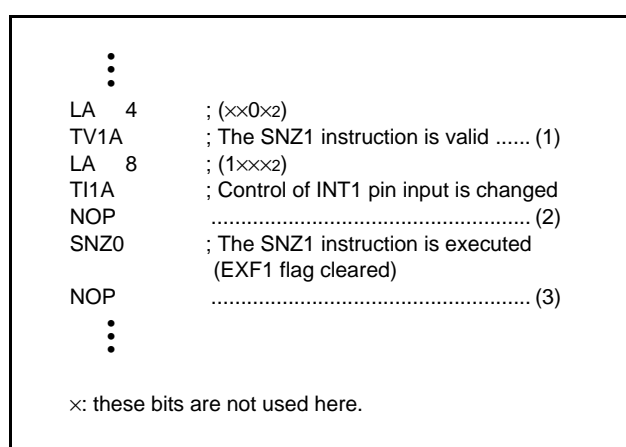 LA 4 ; (××0×2)
TV1A ; The SNZ1 instruction is valid ...... (1)
LA 8 ; (1×××2)
TI1A ; Control of INT1 pin input is changed
NOP ..................................................... (2)
SNZ0 ; The SNZ1 instruction is executed
(EXF1 flag cleared)
NOP ..................................................... (3)
×: these bits are not used here.